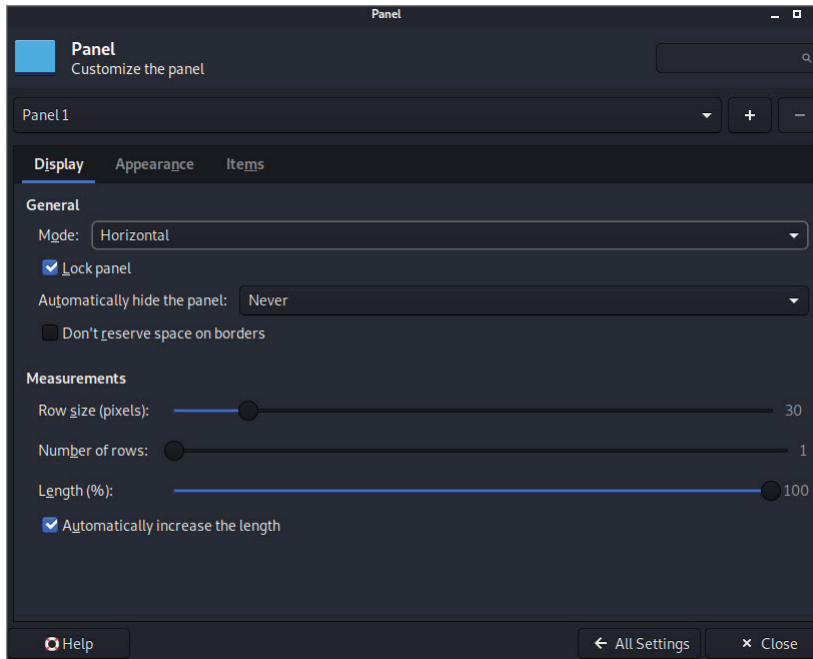 Panel
Panel
Customize the panel
Panel 1
Display Appearance Items
General
Mode: Horizontal
Lock panel
Automatically hide the panel: Never
Don't reserve space on borders
Measurements
Row size (pixels): 30
Number of rows: 1
Length (%): 100
Automatically increase the length
Help All Settings Close